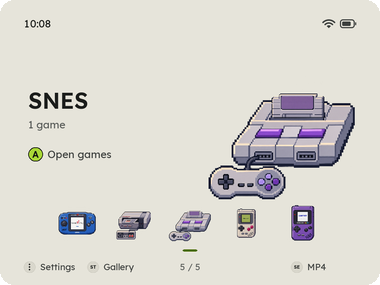 10:08
SNES
1 game
A Open games
Settings
ST Gallery
5 / 5
SE MP4